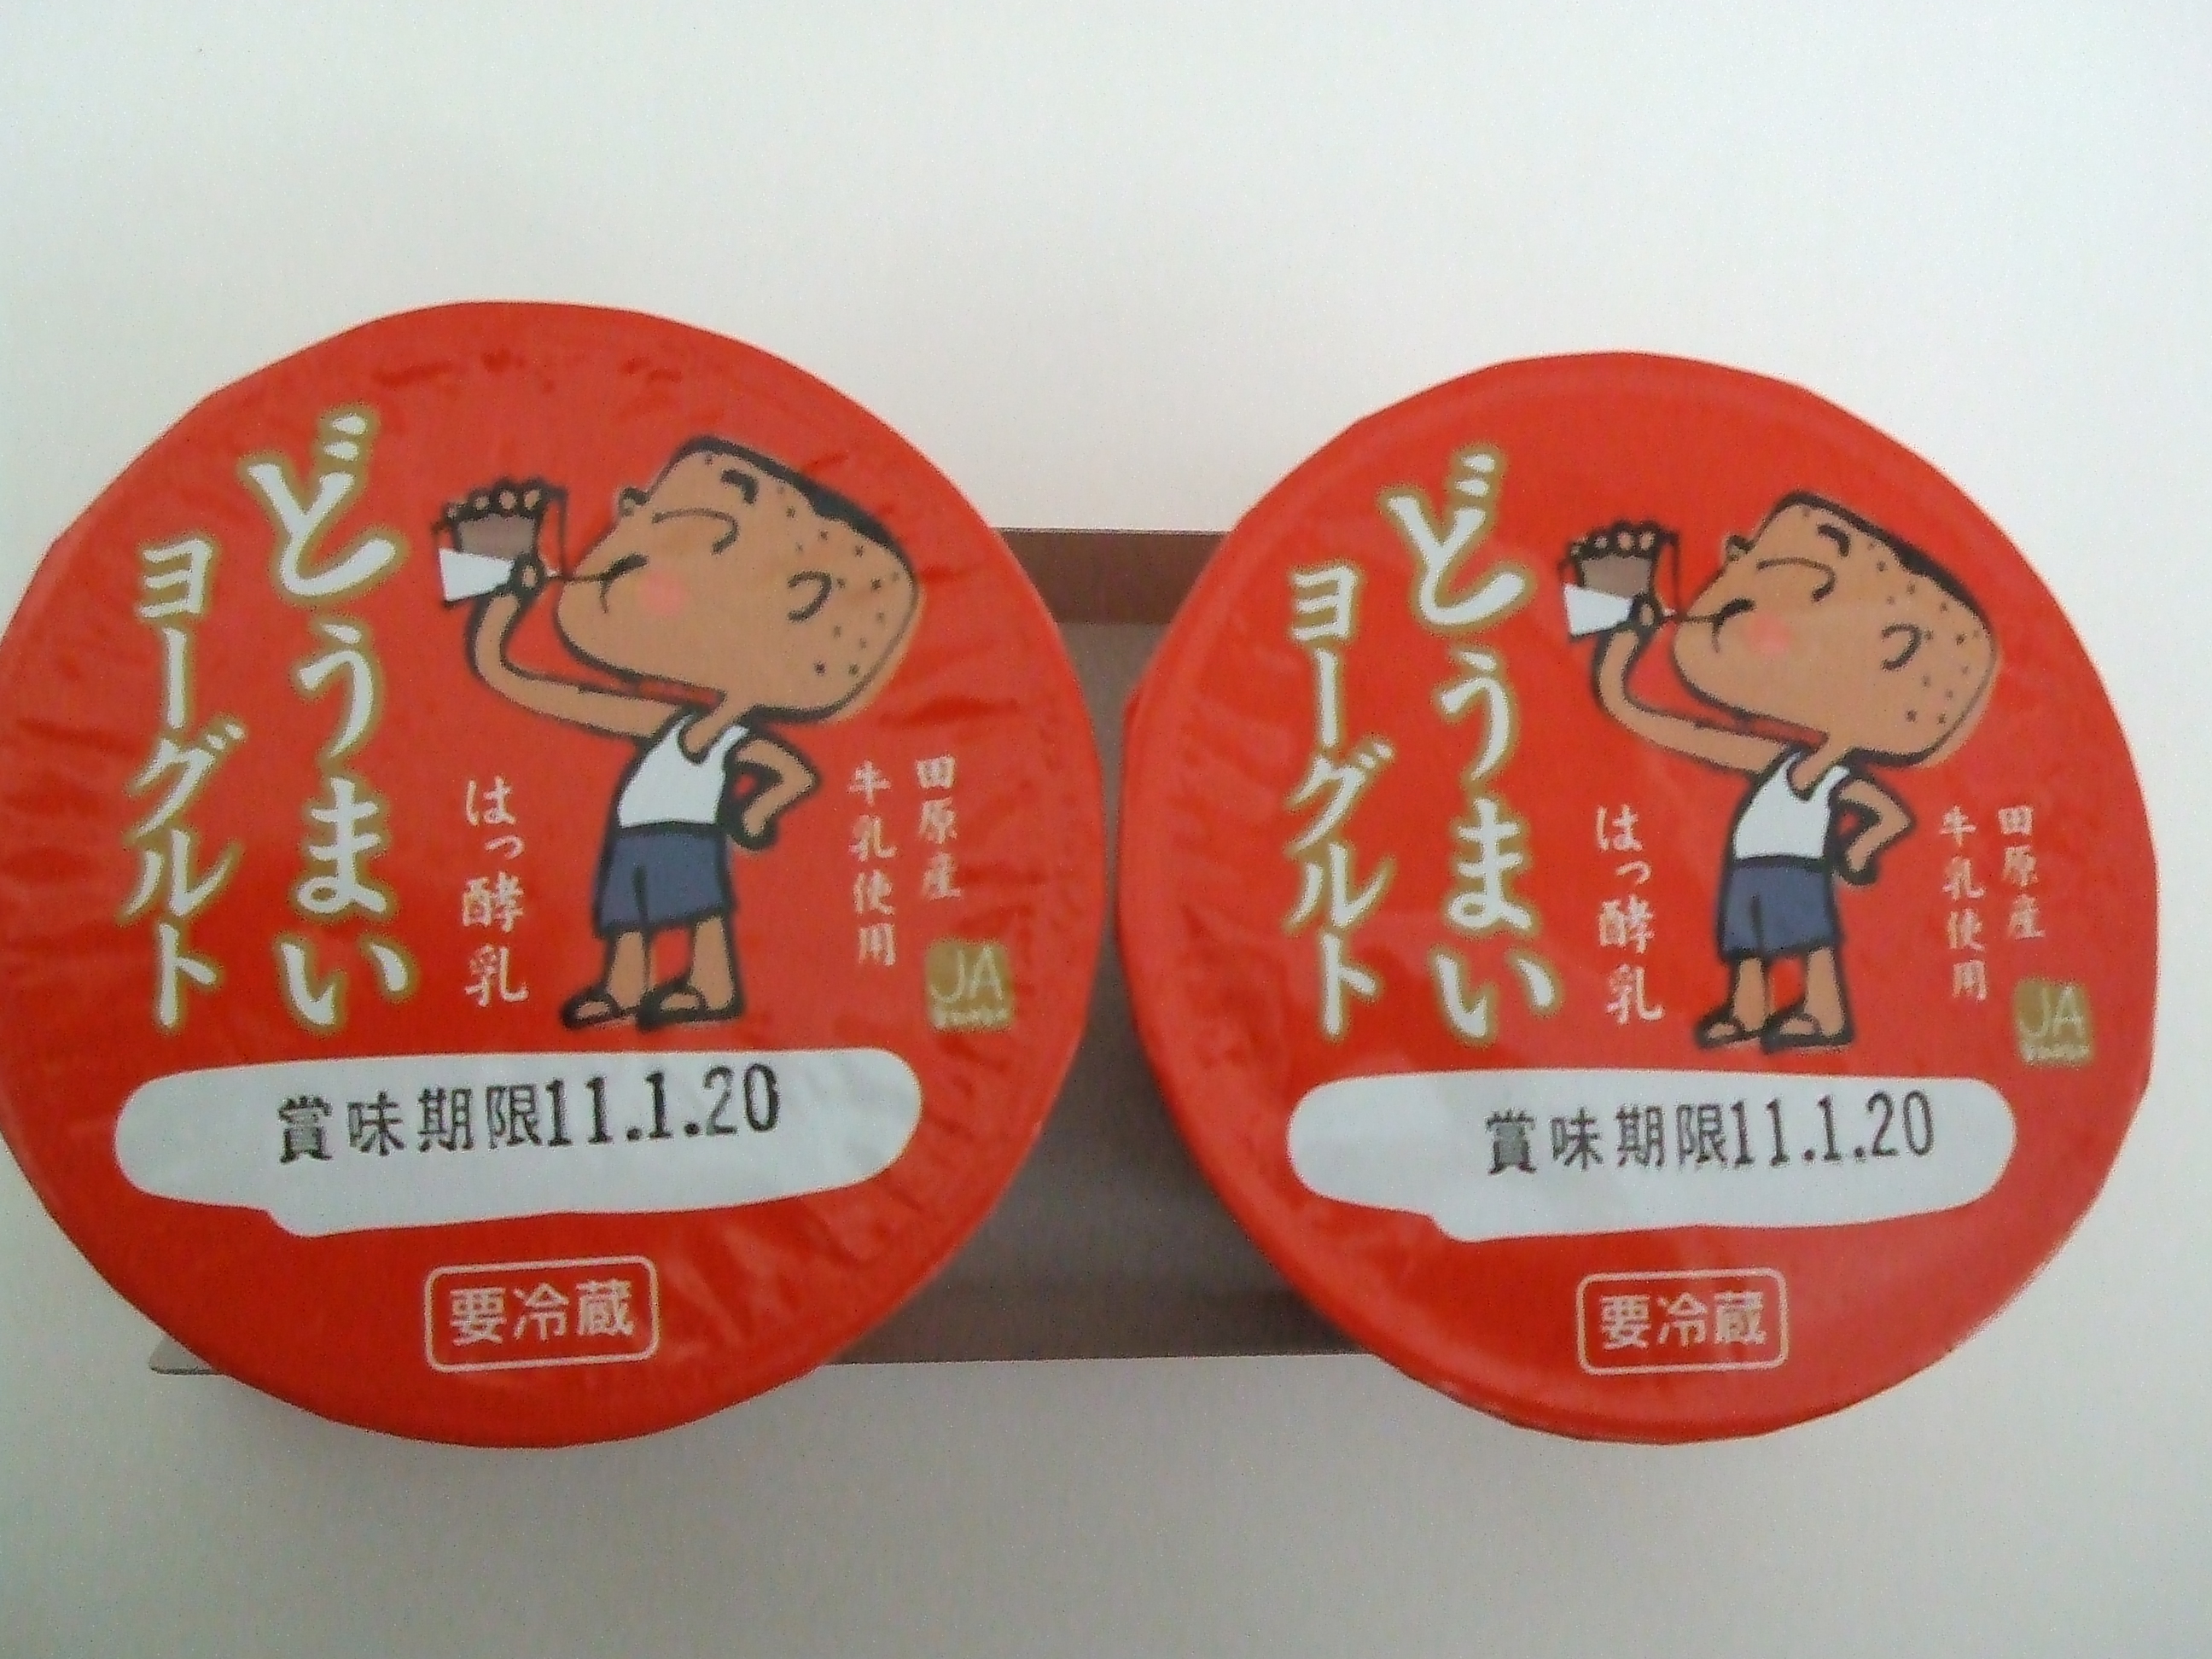 どうまい
ヨーグルト
はっ酵乳
田原産
牛乳使用
JA
賞味期限11.1.20
要冷蔵
どうまい
ヨーグルト
はっ酵乳
田原産
牛乳使用
JA
賞味期限11.1.20
要冷蔵